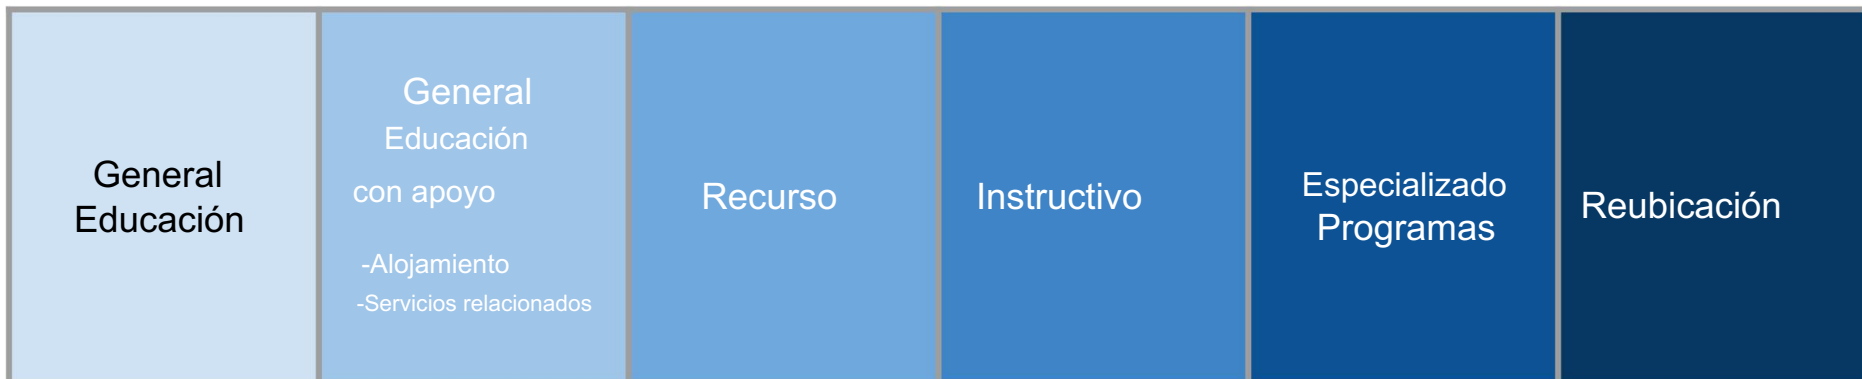 General
Educación
General
Educación
con apoyo
-Alojamiento
-Servicios relacionados
Recurso
Instructivo
Especializado
Programas
Reubicación